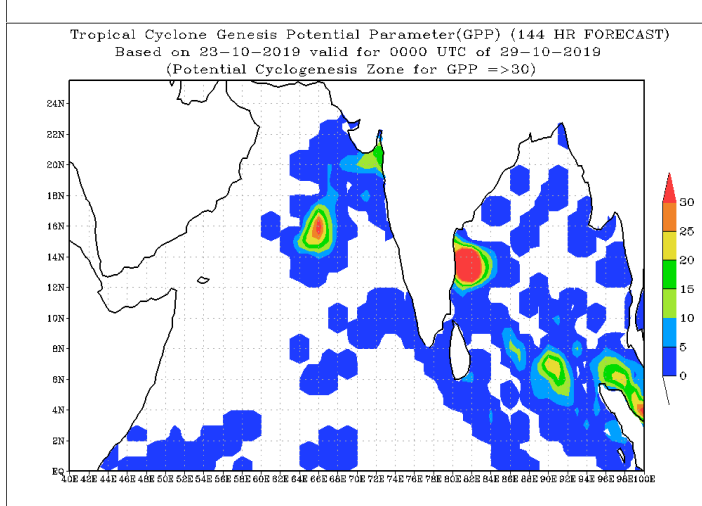 Tropical Cyclone Genesis Potential Parameter(GPP) (144 HR FORECAST)
Based on 23-10-2019 valid for 0000 UTC of 29-10-2019
(Potential Cyclogenesis Zone for GPP =>30)
24N
22N
20N
18N
16N
14N
12N
10N
8N
6N
4N
2N
EQ
40E 42E 44E 46E 48E 50E 52E 54E 56E 58E 60E 62E 64E 66E 68E 70E 72E 74E 76E 78E 80E 82E 84E 86E 88E 90E 92E 94E 96E 98E 100E
30
25
20
15
10
5
0